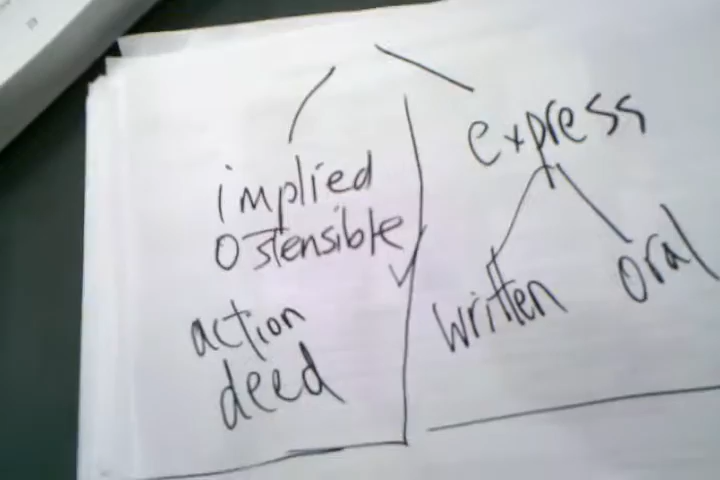 express
implied
ostensible
written oral
action
deed